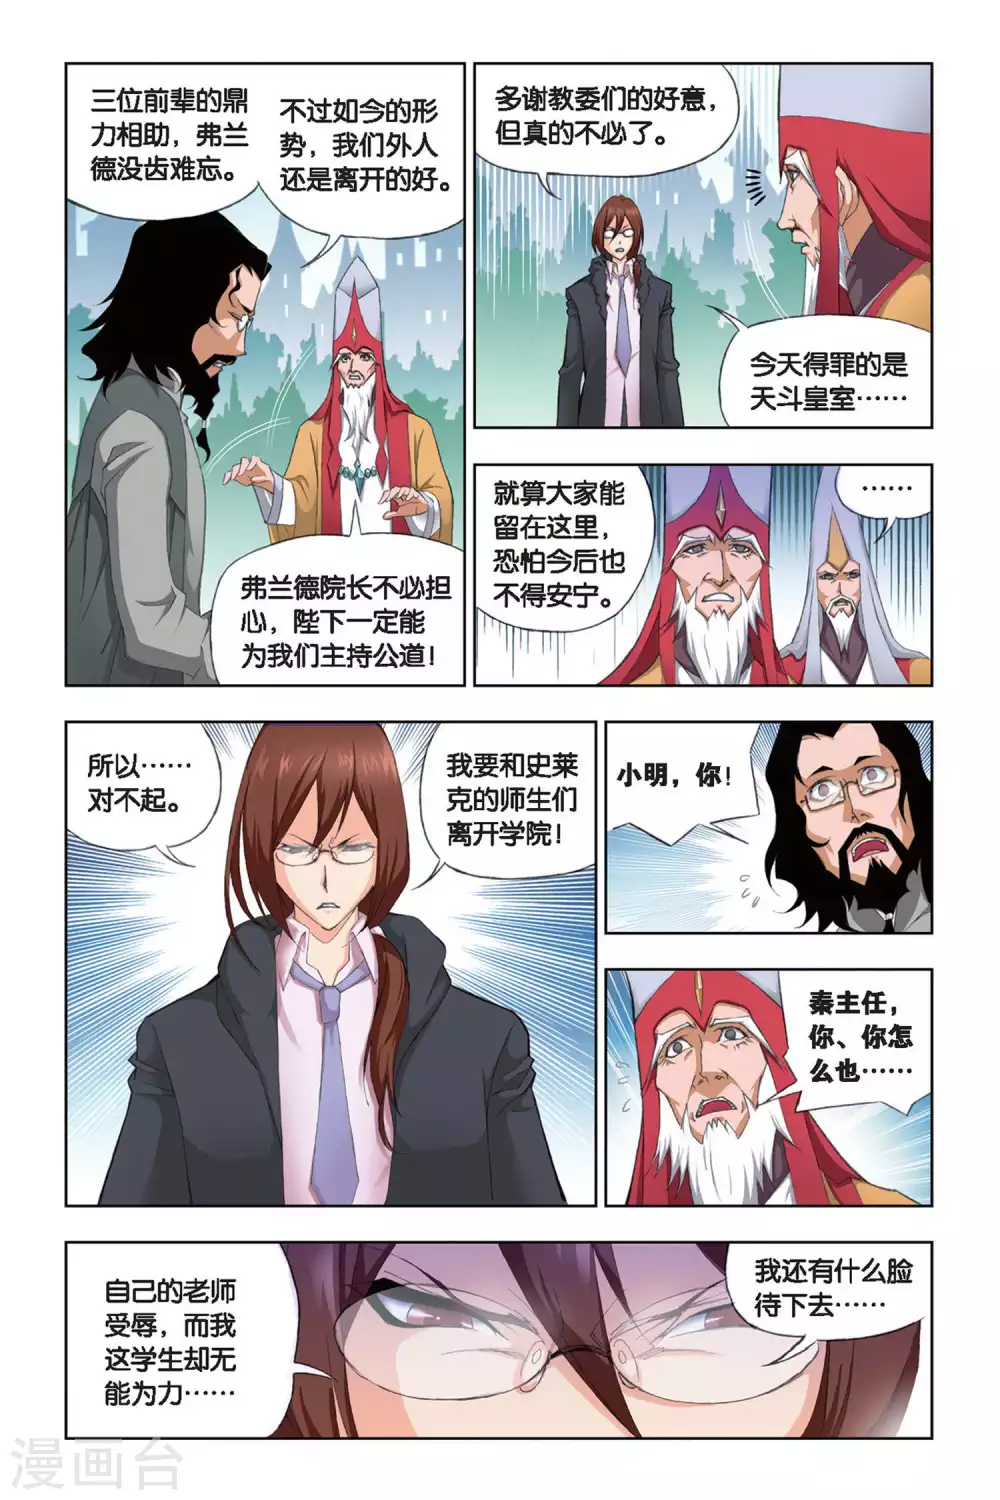 三位前辈的鼎
力相助，弗兰
德没齿难忘。
不过如今的形
势，我们外人
还是离开的好。
弗兰德院长不必担
心，陛下一定能
为我们主持公道！
多谢教委们的好意，
但真的不必了。
今天得罪的是
天斗皇室……
就算大家能
留在这里，
恐怕今后也
不得安宁。
……
所以……
对不起。
我要和史莱
克的师生们
离开学院！
小明，你！
秦主任，
你、你怎
么也……
自己的老师
受辱，而我
这学生却无
能为力……
我还有什么脸
待下去……
漫画台